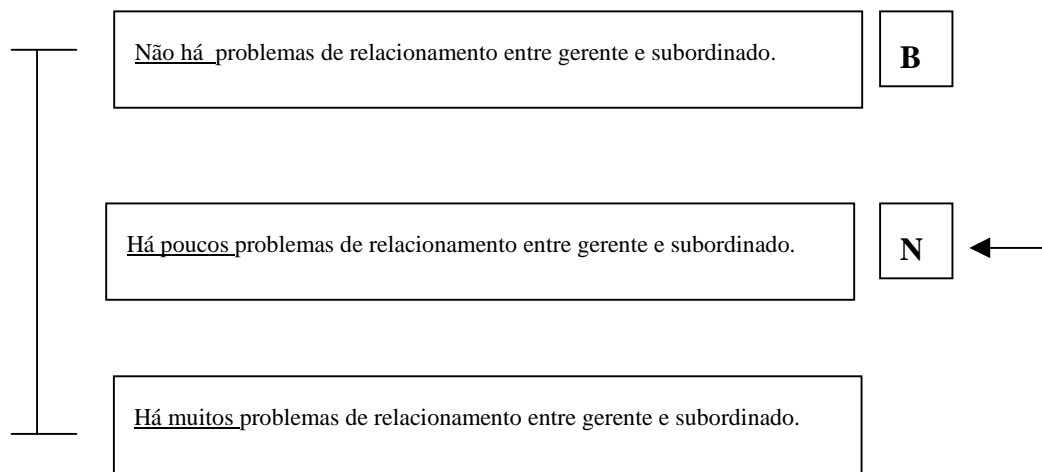 Não há problemas de relacionamento entre gerente e subordinado.
B
Há poucos problemas de relacionamento entre gerente e subordinado.
N
Há muitos problemas de relacionamento entre gerente e subordinado.